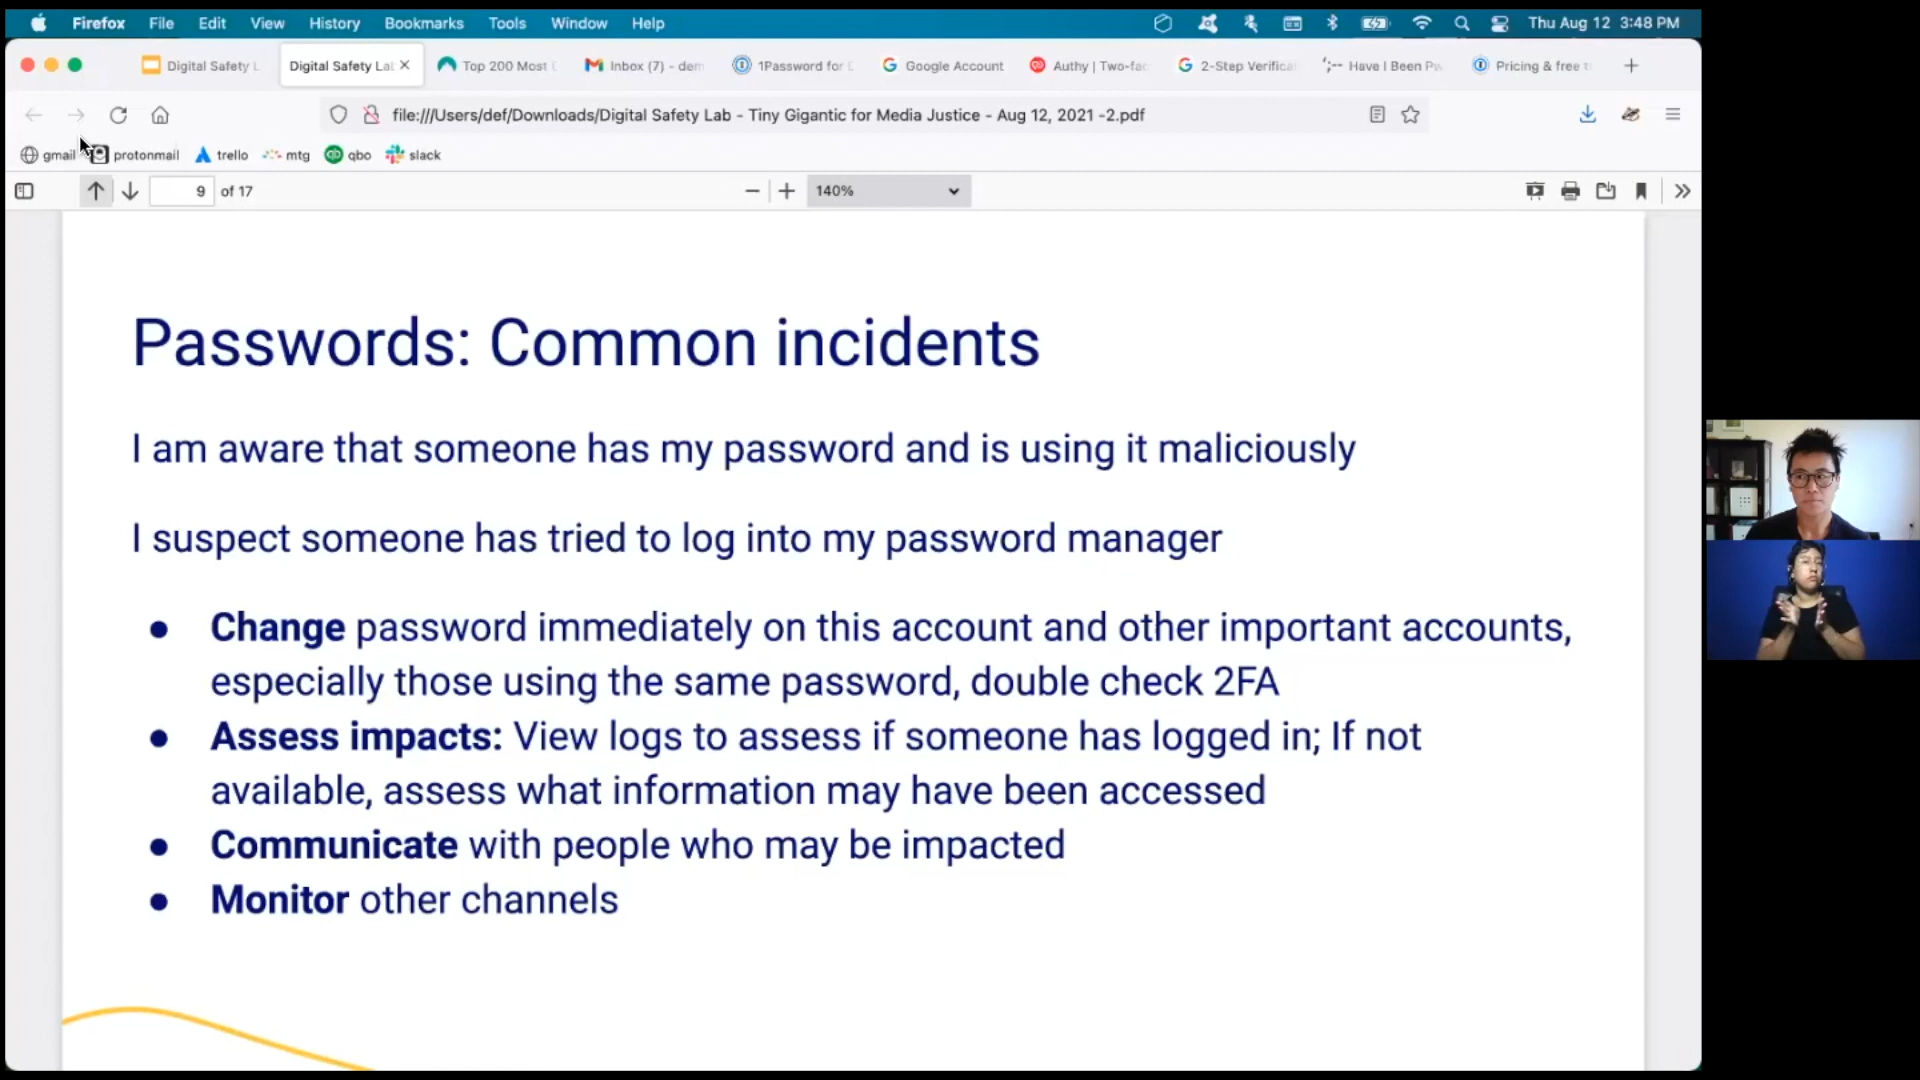 Firefox File Edit View History Bookmarks Tools Window Help Thu Aug 12 3:48 PM
Digital Safety L Digital Safety Lab Top 200 Most Inbox (7) - dem 1Password for Google Account Authy | Two-fac 2-Step Verifica Have I Been Pw Pricing & free t
file:///Users/def/Downloads/Digital Safety Lab - Tiny Gigantic for Media Justice - Aug 12, 2021 -2.pdf
gmail protonmail trello mtg qbo slack
9 of 17 140%
Passwords: Common incidents
I am aware that someone has my password and is using it maliciously
I suspect someone has tried to log into my password manager
● Change password immediately on this account and other important accounts,
especially those using the same password, double check 2FA
● Assess impacts: View logs to assess if someone has logged in; If not
available, assess what information may have been accessed
● Communicate with people who may be impacted
● Monitor other channels